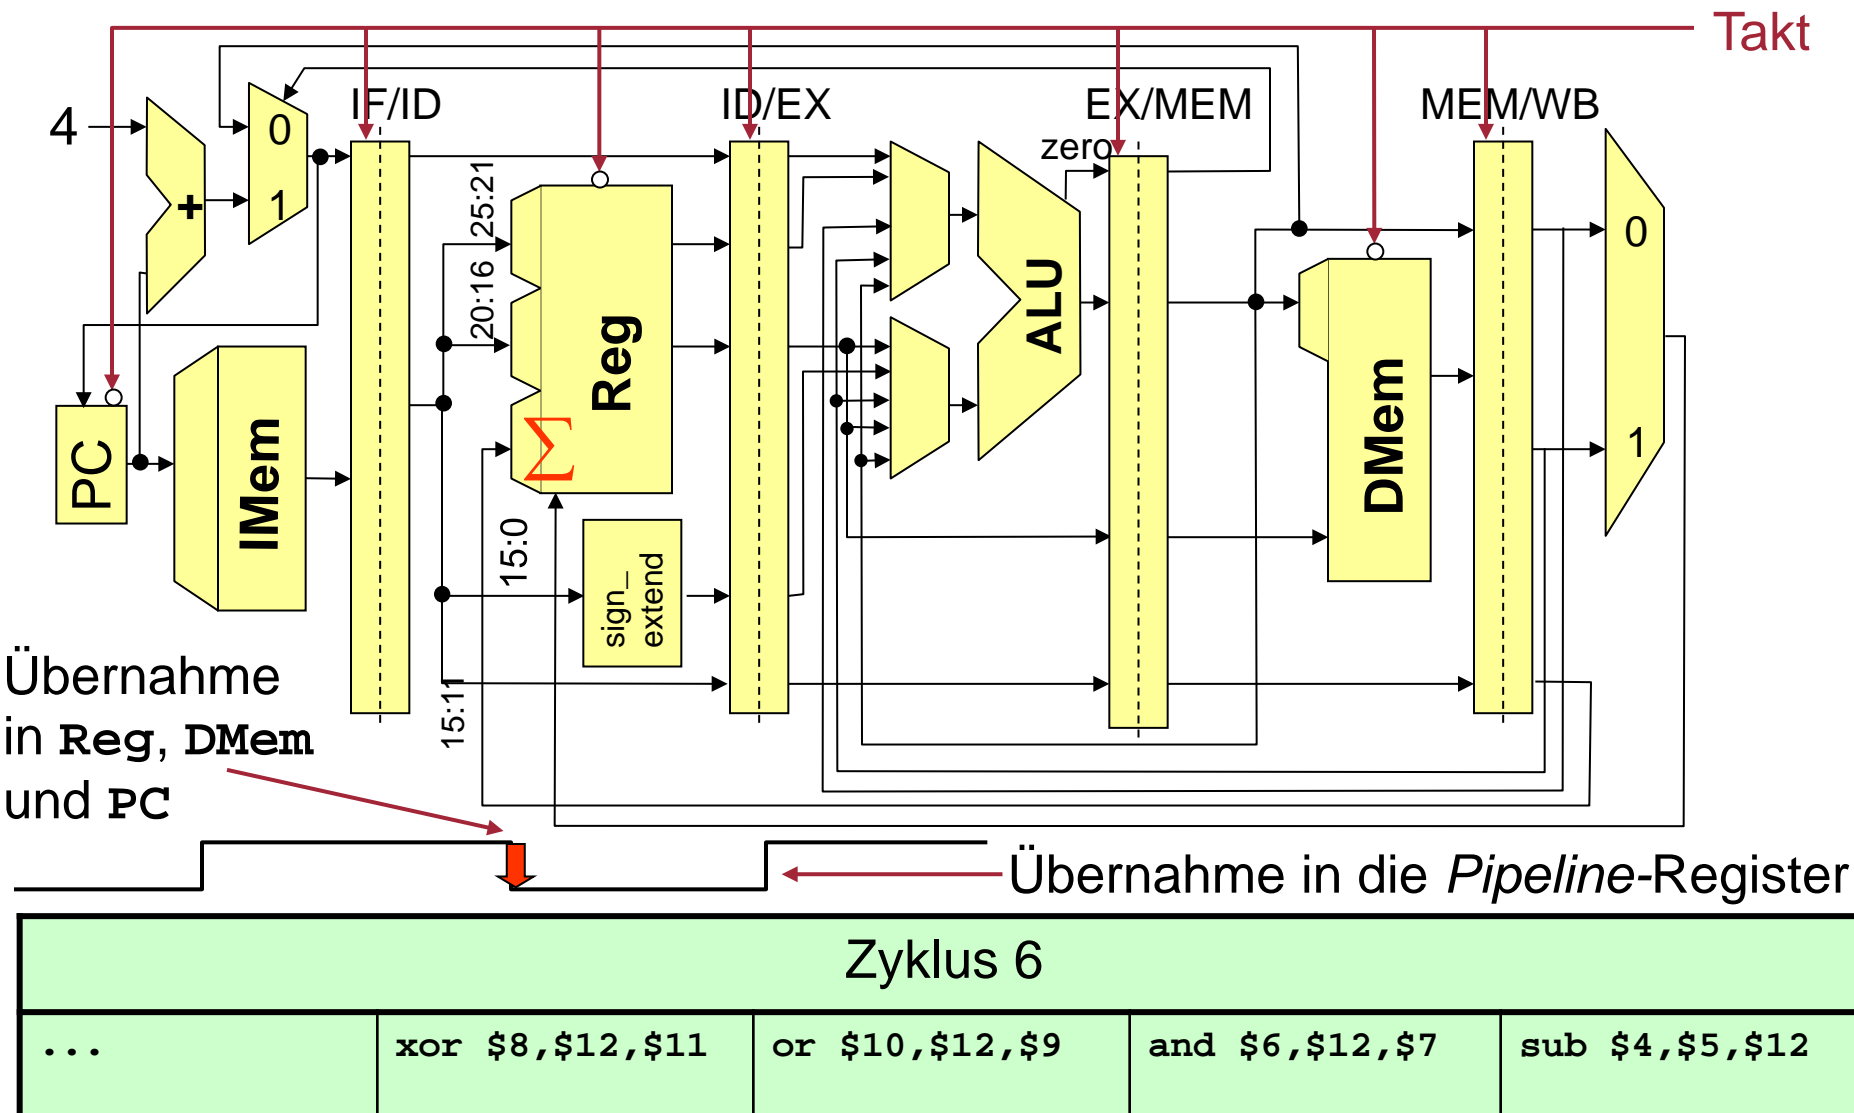 Takt
IF/ID
ID/EX
EX/MEM
MEM/WB
4
0
1
+
zero
25:21
20:16
Reg
ALU
0
1
PC
IMem
∑
DMem
15:0
sign_
extend
15:11
Übernahme
in Reg, DMem
und PC
Übernahme in die Pipeline-Register
Zyklus 6
...
xor $8,$12,$11
or $10,$12,$9
and $6,$12,$7
sub $4,$5,$12